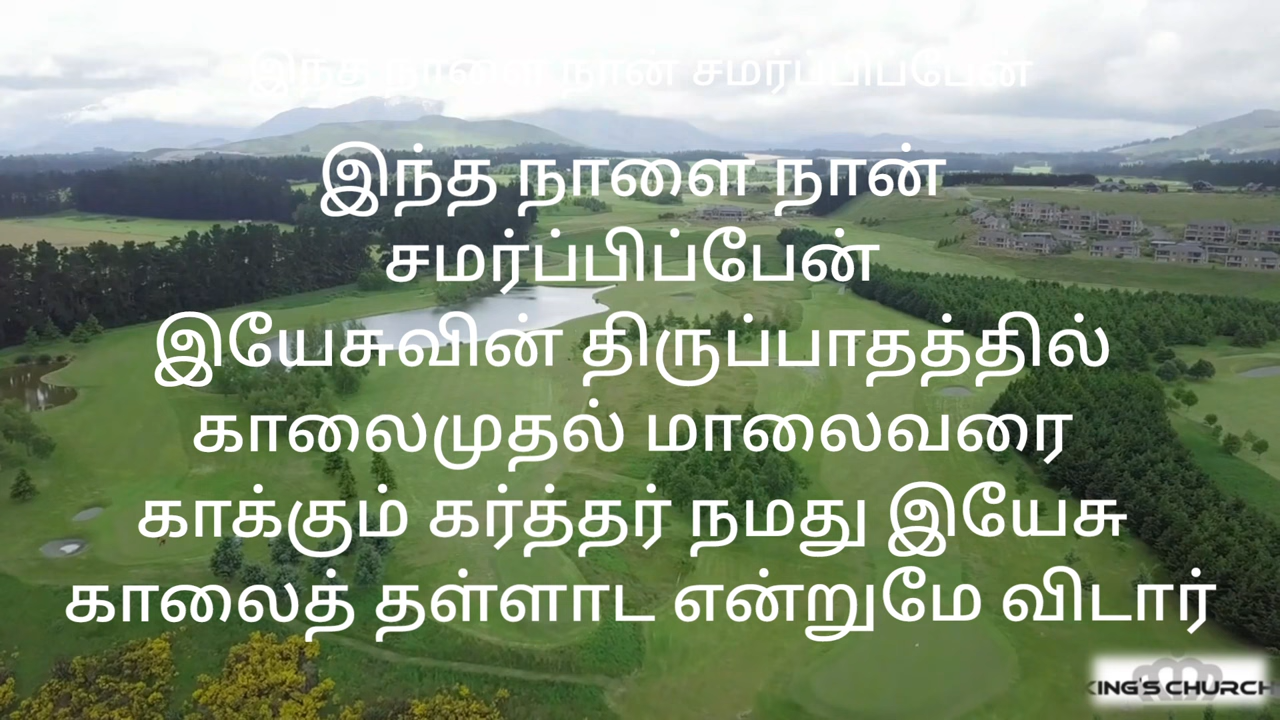 இந்த நாளை நான் சமர்ப்பிப்பேன்
இந்த நாளை நான்
சமர்ப்பிப்பேன்
இயேசுவின் திருப்பாதத்தில்
காலைமுதல் மாலைவரை
காக்கும் கர்த்தர் நமது இயேசு
காலைத் தள்ளாட என்றுமே விடார்
KING'S CHURCH